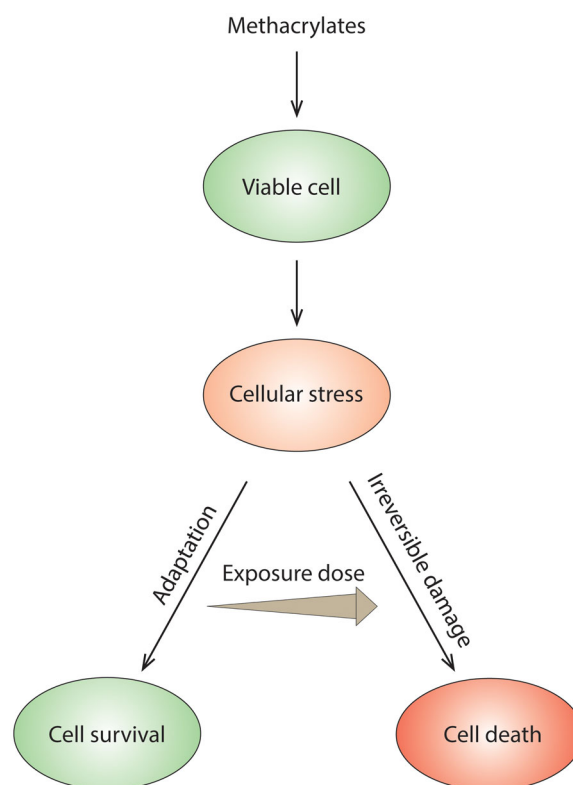 Methacrylates
Viable cell
Cellular stress
Adaptation
Irreversible damage
Exposure dose
Cell survival
Cell death